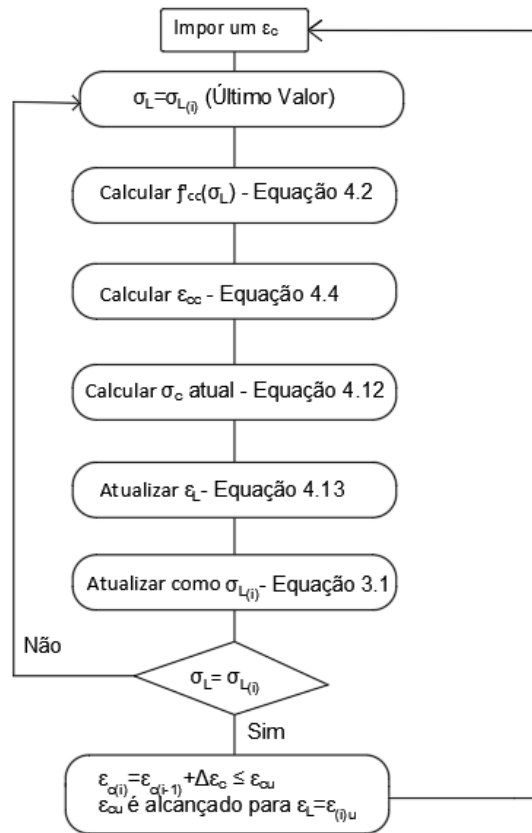 Impor um εc
σL=σL(i) (Último Valor)
Calcular f'cc(σL) - Equação 4.2
Calcular εcc - Equação 4.4
Calcular σc atual - Equação 4.12
Atualizar εL- Equação 4.13
Atualizar como σL(i)- Equação 3.1
Não
σL= σL(i)
Sim
εc(i)=εc(i-1)+Δεc ≤ εcu
εcu é alcançado para εL=ε(i)u